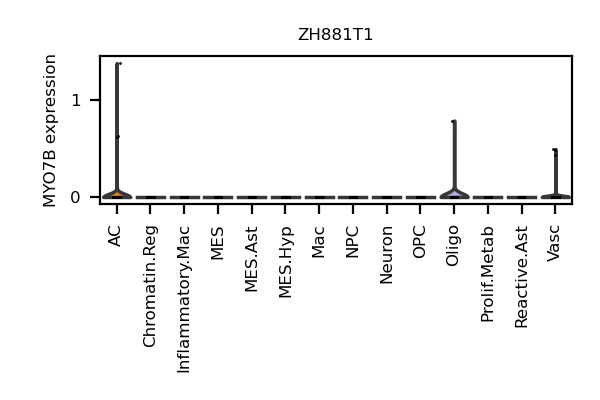 ZH881T1
MYO7B expression
1
0
AC
Chromatin.Reg
Inflammatory.Mac
MES
MES.Ast
MES.Hyp
Mac
NPC
Neuron
OPC
Oligo
Prolif.Metab
Reactive.Ast
Vasc